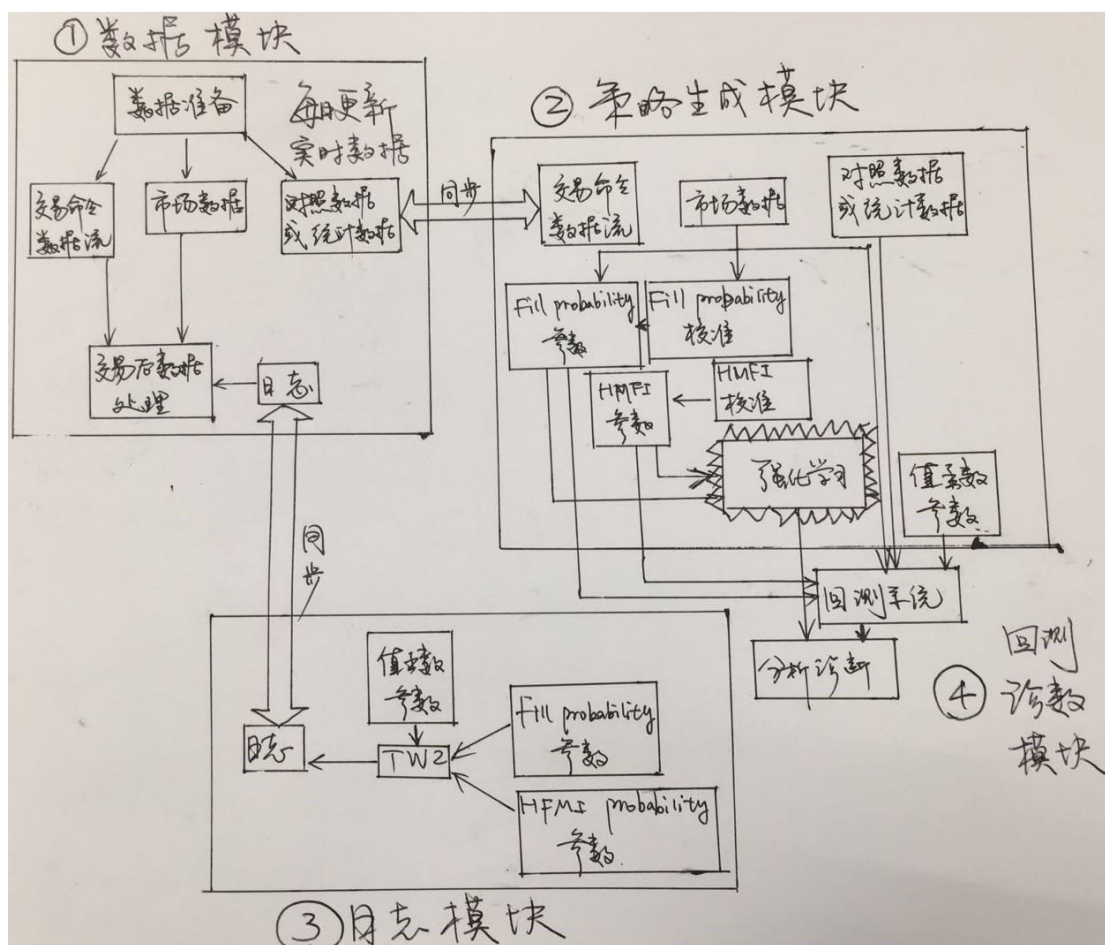 ① 数据模块
数据准备
每日更新
实时数据
交易命令
数据流
市场数据
对照数据
或统计数据
交易后数据
处理
日志
同步
② 策略生成模块
交易命令
数据流
市场数据
对照数据
或统计数据
Fill probability
参数
Fill probability
校准
HMFI
参数
HMFI
校准
强化学习
值函数
参数
回测系统
分析诊断
④
回测
诊数
模块
同步
值函数
参数
日志
TWZ
Fill probability
参数
HFMI probability
参数
③ 日志模块